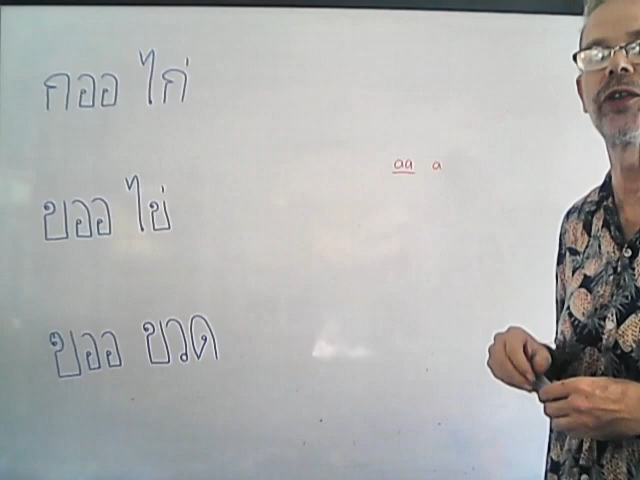 กออ ไก่
aa a
ขออ ไข่
ฃออ ฃวด